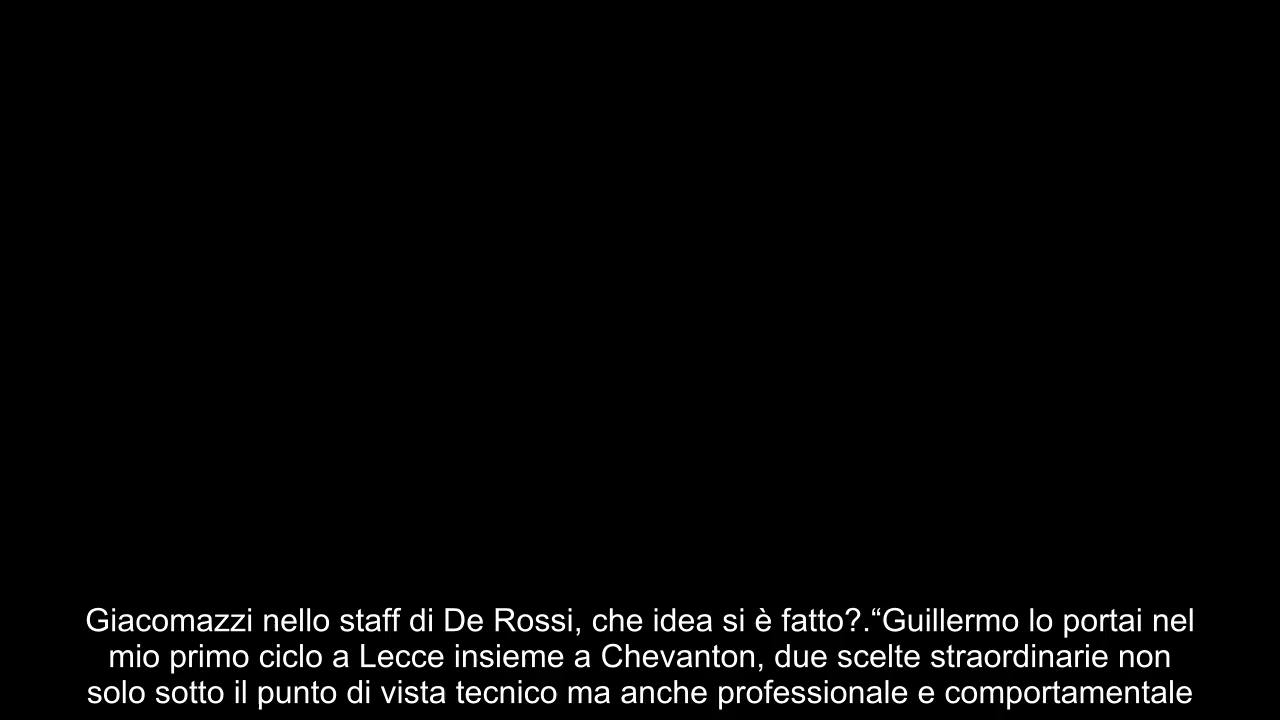 Giacomazzi nello staff di De Rossi, che idea si è fatto?.“Guillermo lo portai nel
mio primo ciclo a Lecce insieme a Chevanton, due scelte straordinarie non
solo sotto il punto di vista tecnico ma anche professionale e comportamentale